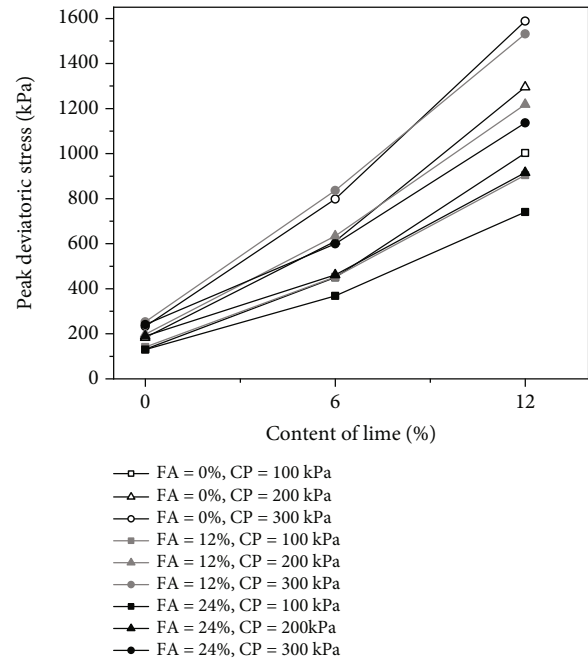 1600
1400
1200
1000
800
600
400
200
0
Peak deviatoric stress (kPa)
0
6
12
Content of lime (%)
FA = 0%, CP = 100 kPa
FA = 0%, CP = 200 kPa
FA = 0%, CP = 300 kPa
FA = 12%, CP = 100 kPa
FA = 12%, CP = 200 kPa
FA = 12%, CP = 300 kPa
FA = 24%, CP = 100 kPa
FA = 24%, CP = 200kPa
FA = 24%, CP = 300 kPa